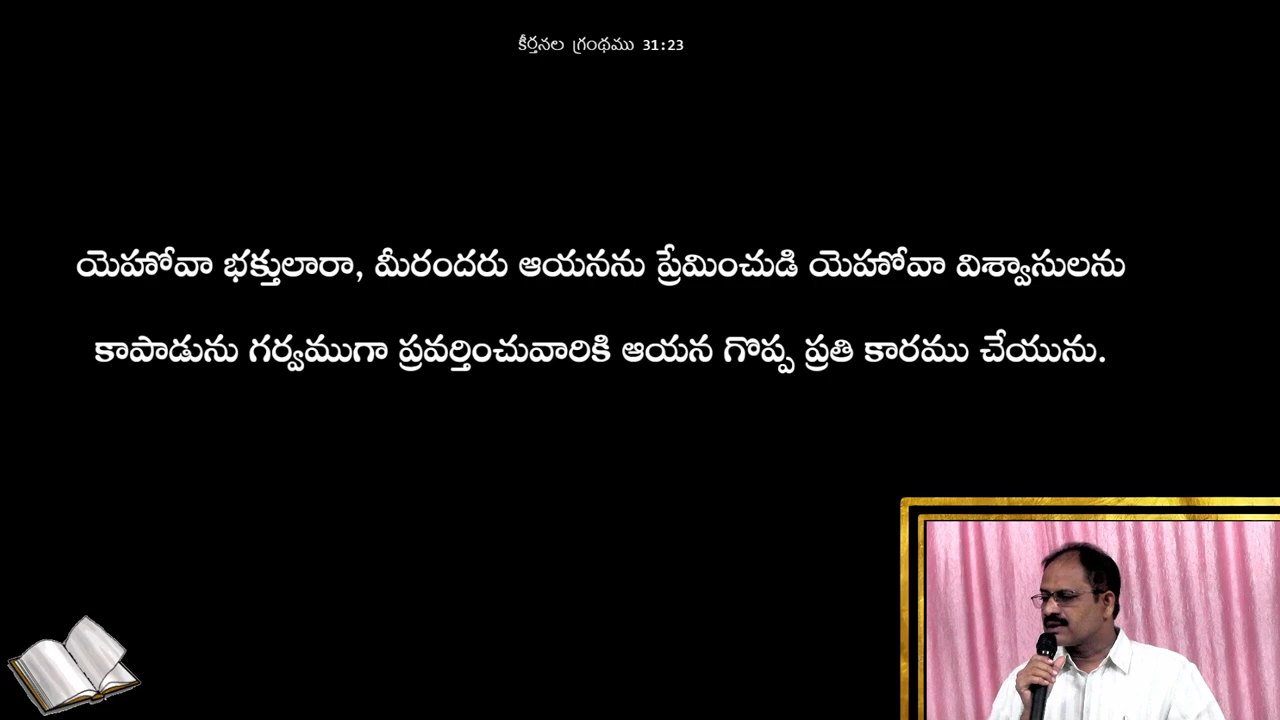 కీర్తనల గ్రంథము 31:23
యెహోవా భక్తులారా, మీరందరు ఆయనను ప్రేమించుడి యెహోవా విశ్వాసులను
కాపాడును గర్వముగా ప్రవర్తించువారికి ఆయన గొప్ప ప్రతి కారము చేయును.